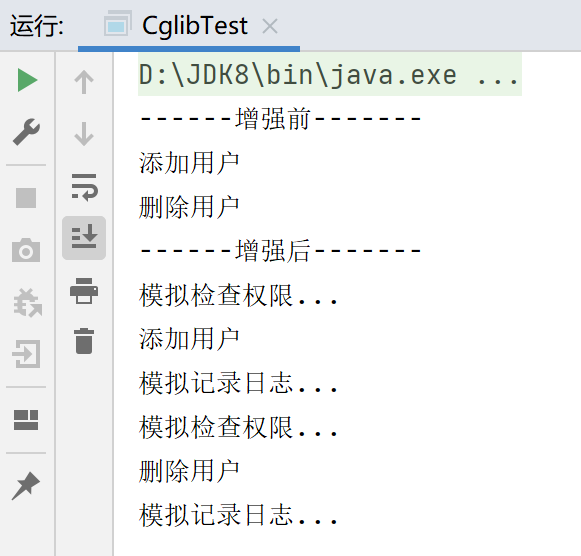 运行: CglibTest
D:\JDK8\bin\java.exe ...
------增强前-------
添加用户
删除用户
------增强后-------
模拟检查权限...
添加用户
模拟记录日志...
模拟检查权限...
删除用户
模拟记录日志...